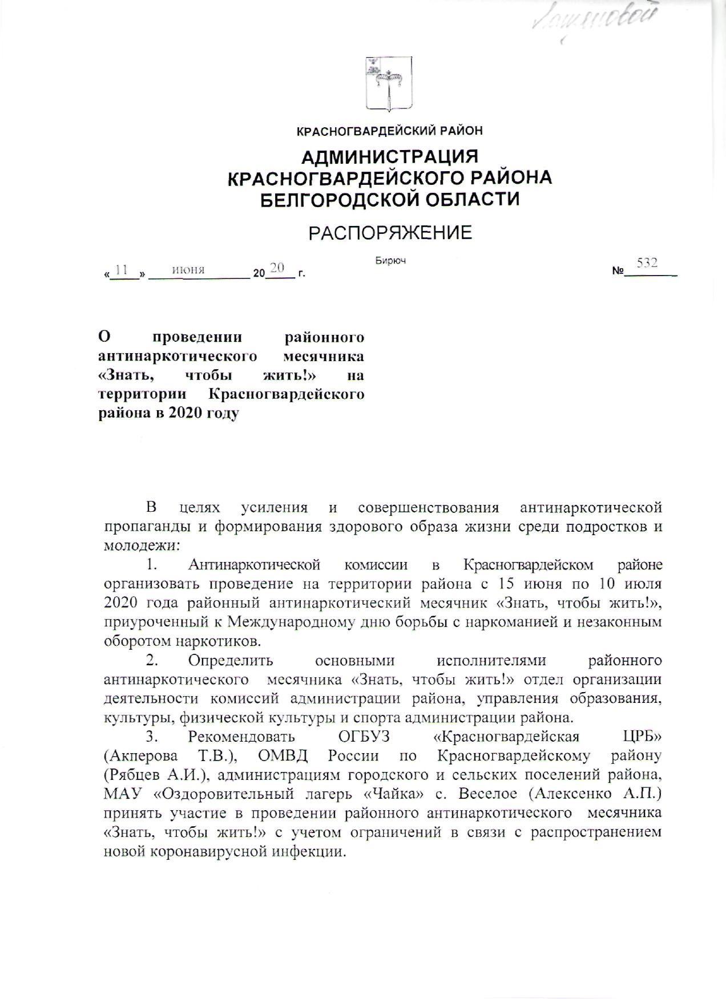 КРАСНОГВАРДЕЙСКИЙ РАЙОН
АДМИНИСТРАЦИЯ
КРАСНОГВАРДЕЙСКОГО РАЙОНА
БЕЛГОРОДСКОЙ ОБЛАСТИ
РАСПОРЯЖЕНИЕ
Бирюч
« 11 » июня 20 20 г. № 532
О проведении районного
антинаркотического месячника
«Знать, чтобы жить!» на
территории Красногвардейского
района в 2020 году
В целях усиления и совершенствования антинаркотической
пропаганды и формирования здорового образа жизни среди подростков и
молодежи:
1. Антинаркотической комиссии в Красногвардейском районе
организовать проведение на территории района с 15 июня по 10 июля
2020 года районный антинаркотический месячник «Знать, чтобы жить!»,
приуроченный к Международному дню борьбы с наркоманией и незаконным
оборотом наркотиков.
2. Определить основными исполнителями районного
антинаркотического месячника «Знать, чтобы жить!» отдел организации
деятельности комиссий администрации района, управления образования,
культуры, физической культуры и спорта администрации района.
3. Рекомендовать ОГБУЗ «Красногвардейская ЦРБ»
(Акперова Т.В.), ОМВД России по Красногвардейскому району
(Рябцев А.И.), администрациям городского и сельских поселений района,
МАУ «Оздоровительный лагерь «Чайка» с. Веселое (Алексенко А.П.)
принять участие в проведении районного антинаркотического месячника
«Знать, чтобы жить!» с учетом ограничений в связи с распространением
новой коронавирусной инфекции.